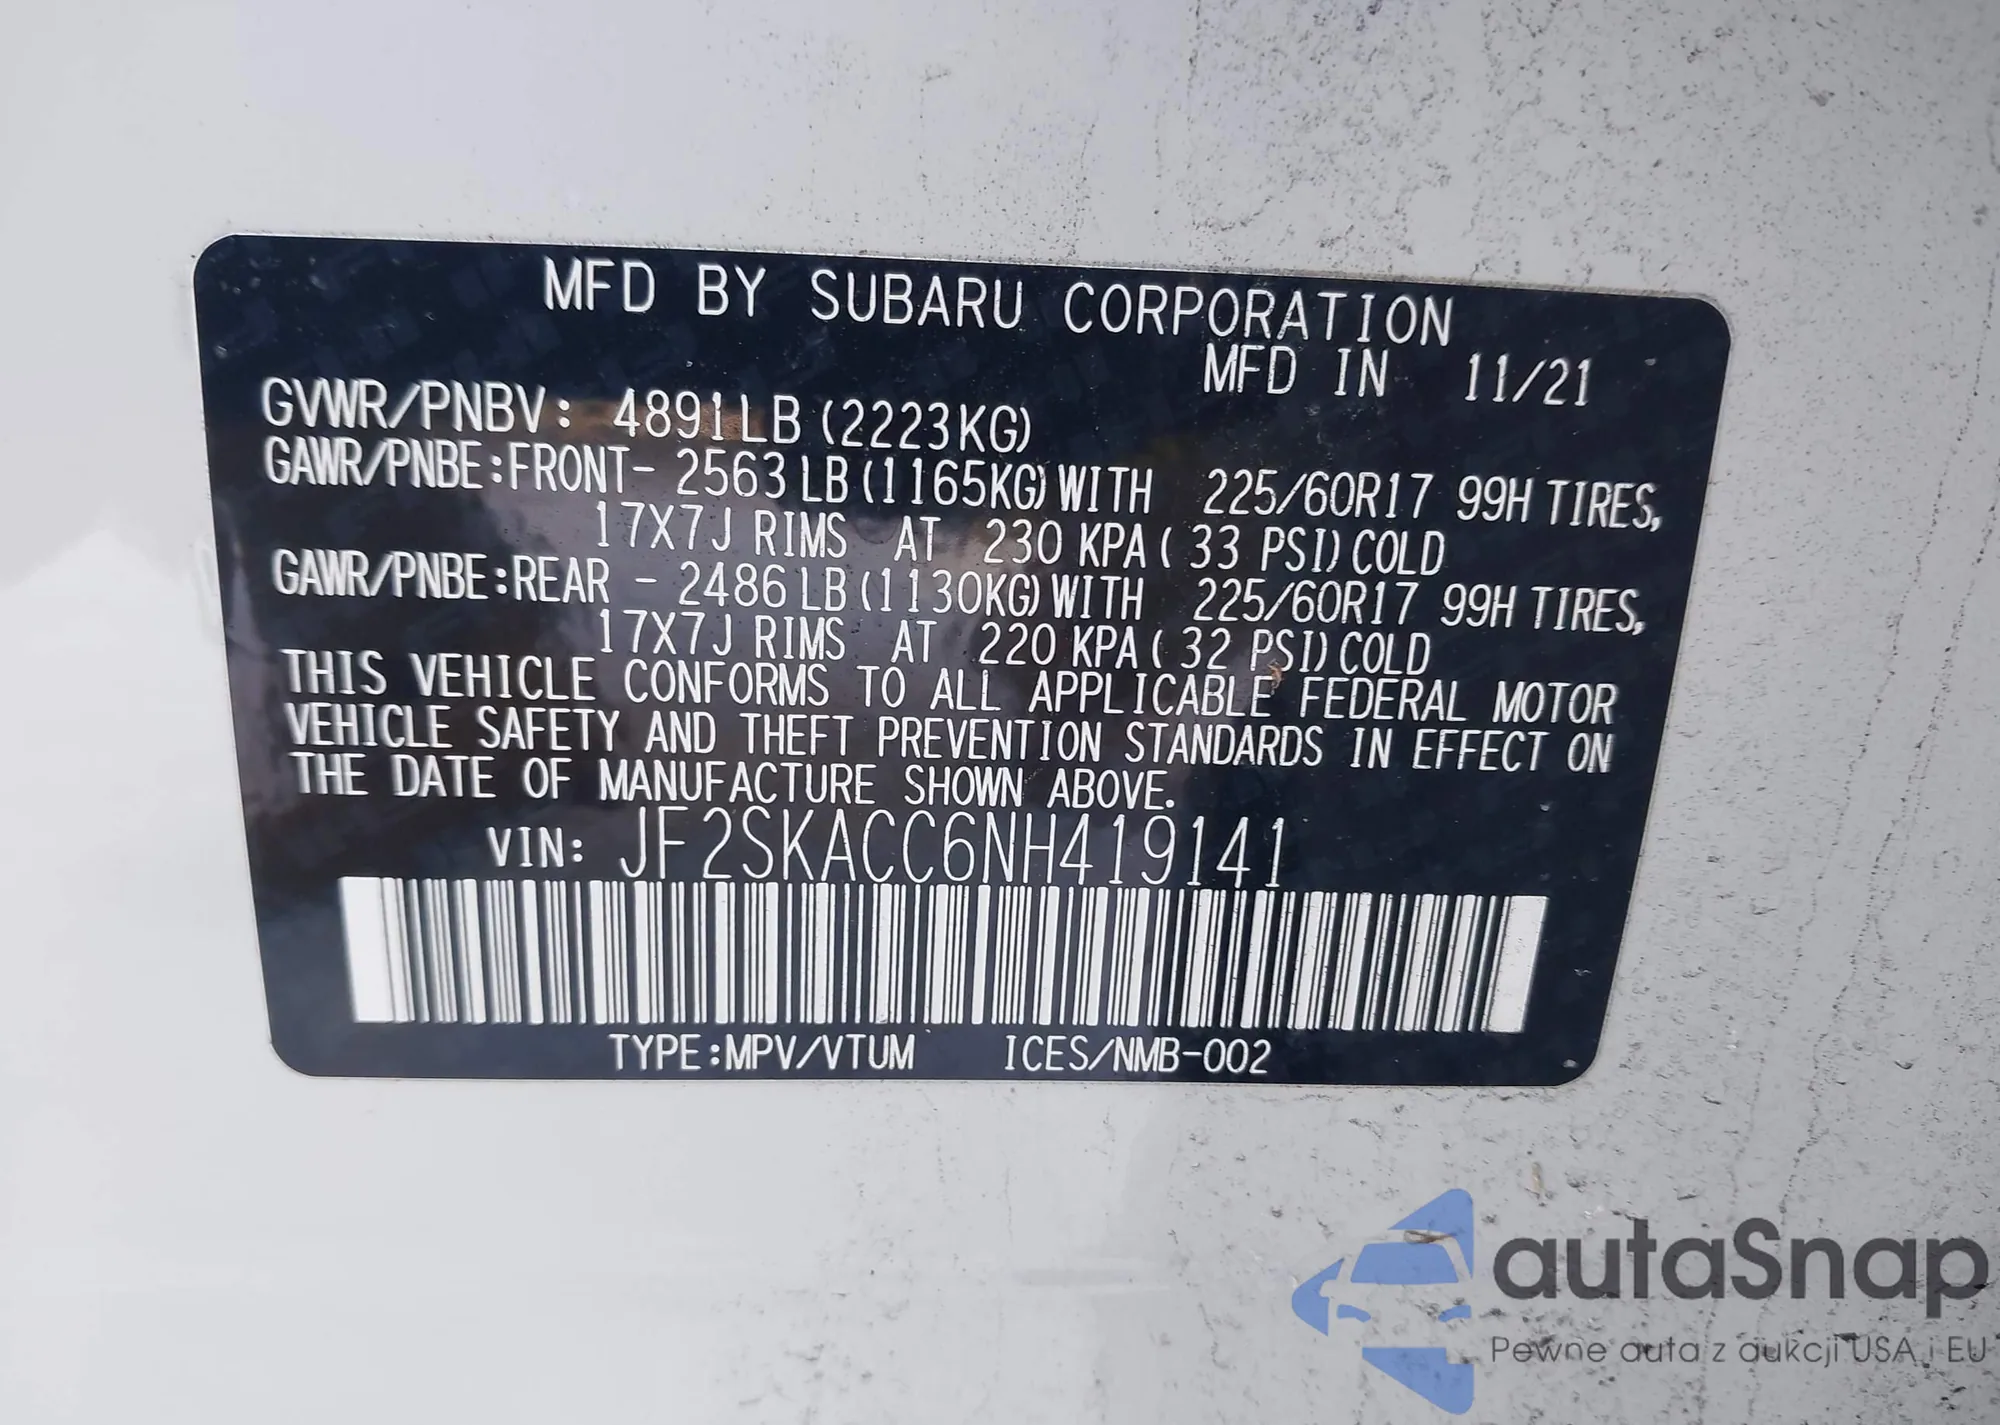 MFD BY SUBARU CORPORATION
MFD IN 11/21
GVWR/PNBV: 4891LB (2223KG)
GAWR/PNBE:FRONT- 2563LB(1165KG)WITH 225/60R17 99H TIRES,
17X7J RIMS AT 230 KPA( 33 PSI)COLD
GAWR/PNBE:REAR - 2486LB(1130KG)WITH 225/60R17 99H TIRES,
17X7J RIMS AT 220 KPA( 32 PSI)COLD
THIS VEHICLE CONFORMS TO ALL APPLICABLE FEDERAL MOTOR
VEHICLE SAFETY AND THEFT PREVENTION STANDARDS IN EFFECT ON
THE DATE OF MANUFACTURE SHOWN ABOVE.
VIN: JF2SKACC6NH419141
TYPE:MPV/VTUM ICES/NMB-002
autaSnap
Pewne auta z aukcji USA i EU